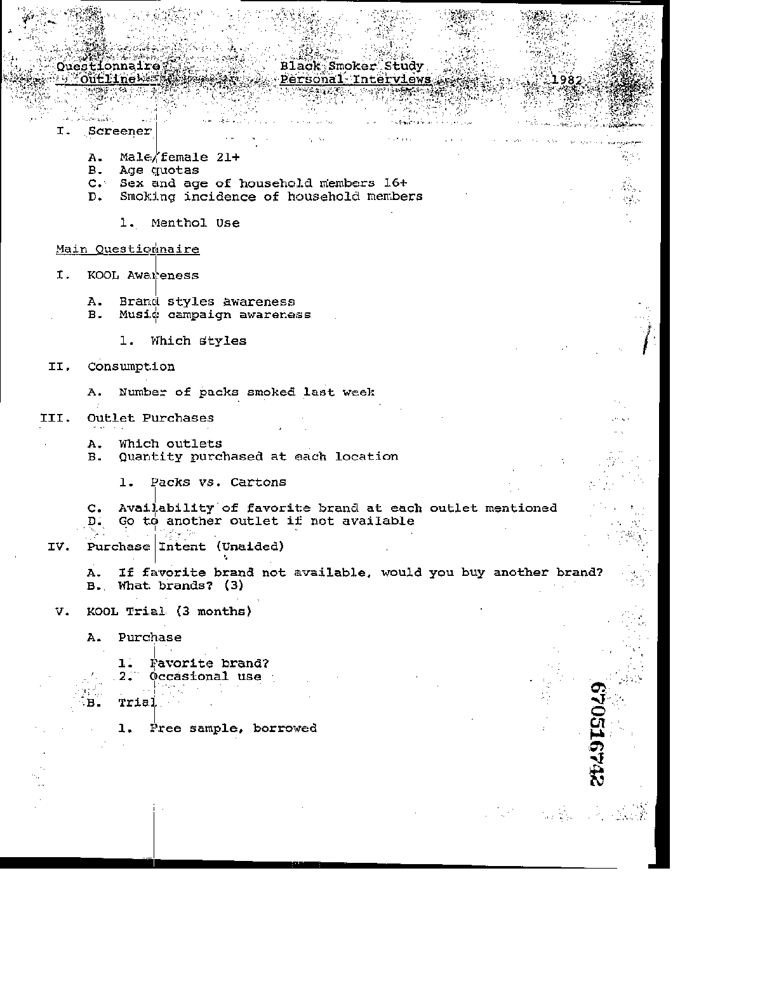 Questionnaire Black Smoker Study
Outline Personal Interviews 1982
I. Screener
A. Male/female 21+
B. Age quotas
C. Sex and age of household members 16+
D. Smoking incidence of household members
1. Menthol Use
Main Questionnaire
I. KOOL Awareness
A. Brand styles awareness
B. Music campaign awareness
1. Which styles
II. Consumption
A. Number of packs smoked last week
III. Outlet Purchases
A. Which outlets
B. Quantity purchased at each location
1. Packs vs. Cartons
C. Availability of favorite brand at each outlet mentioned
D. Go to another outlet if not available
IV. Purchase Intent (Unaided)
A. If favorite brand not available, would you buy another brand?
B. What brands? (3)
V. KOOL Trial (3 months)
A. Purchase
1. Favorite brand?
2. Occasional use
B. Trial
1. Free sample, borrowed
670516742